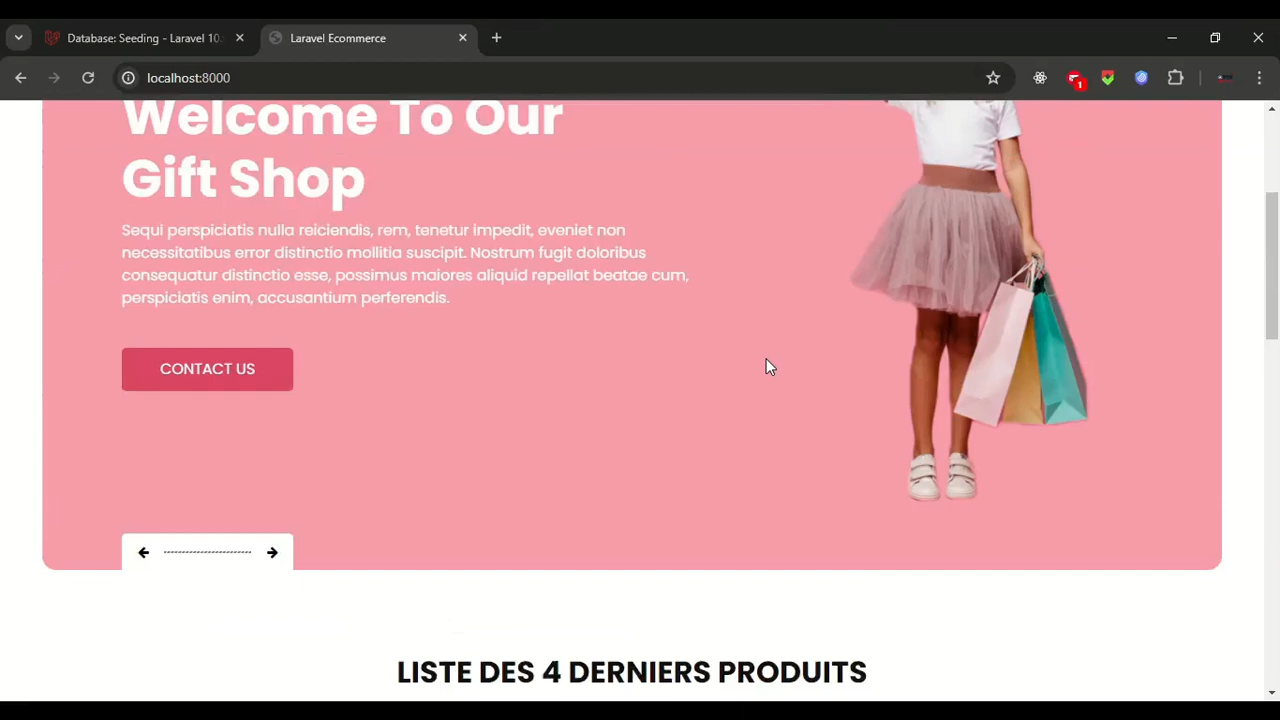 Database: Seeding - Laravel 10.
Laravel Ecommerce
localhost:8000
1
Welcome To Our
Gift Shop
Sequi perspiciatis nulla reiciendis, rem, tenetur impedit, eveniet non
necessitatibus error distinctio mollitia suscipit. Nostrum fugit doloribus
consequatur distinctio esse, possimus maiores aliquid repellat beatae cum,
perspiciatis enim, accusantium perferendis.
CONTACT US
LISTE DES 4 DERNIERS PRODUITS